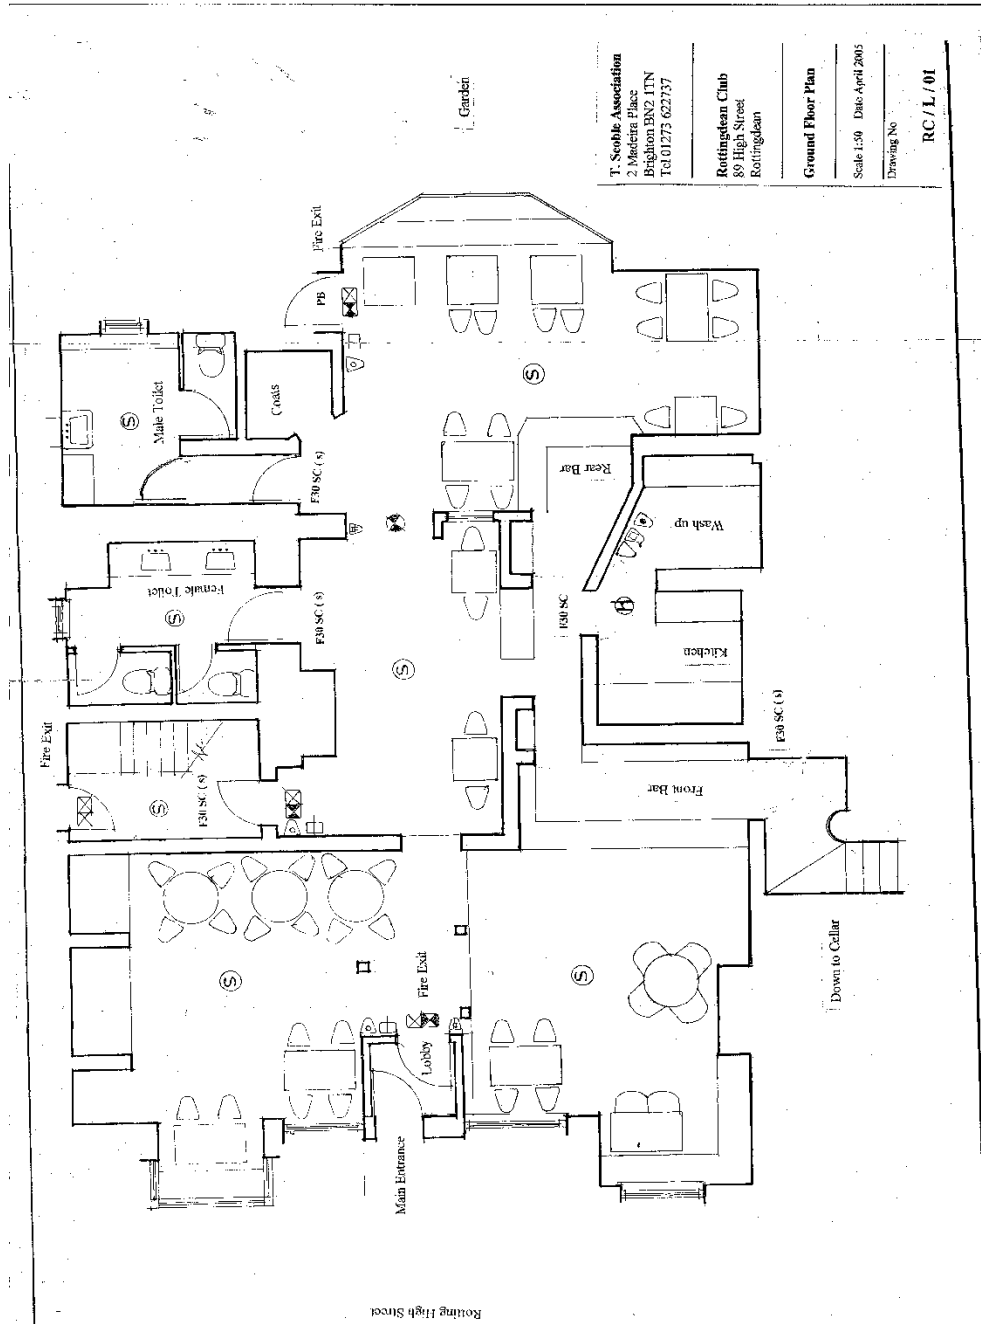 T. Scoble Association
2 Madeira Place
Brighton BN2 1TN
Tel 01273 622737
Rottingdean Club
89 High Street
Rottingdean
Ground Floor Plan
Scale 1:50 Date April 2005
Drawing No
RC / L / 01
Garden
Fire Exit
PB
S
Male Toilet
Coats
F30 SC (s)
S
Rear Bar
Wash up
Female Toilet
S
F30 SC (s)
F30 SC
H
Kitchen
S
Fire Exit
F30 SC (s)
S
F30 SC (s)
Front Bar
S
Fire Exit
S
Lobby
Down to Cellar
Main Entrance
Rotting High Street